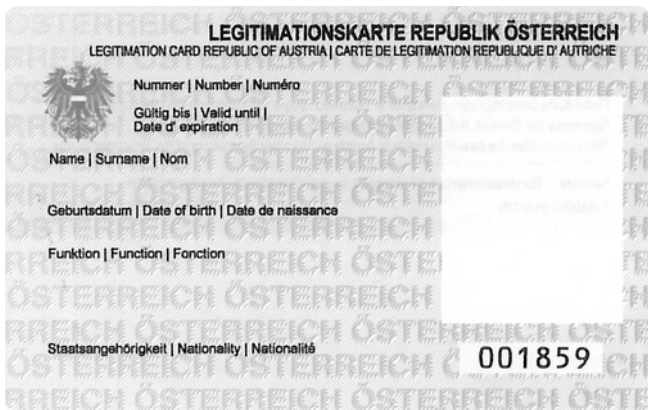 LEGITIMATIONSKARTE REPUBLIK ÖSTERREICH
LEGITIMATION CARD REPUBLIC OF AUSTRIA | CARTE DE LEGITIMATION REPUBLIQUE D' AUTRICHE
Nummer | Number | Numéro
Gültig bis | Valid until |
Date d' expiration
Name | Surname | Nom
Geburtsdatum | Date of birth | Date de naissance
Funktion | Function | Fonction
Staatsangehörigkeit | Nationality | Nationalité
001859